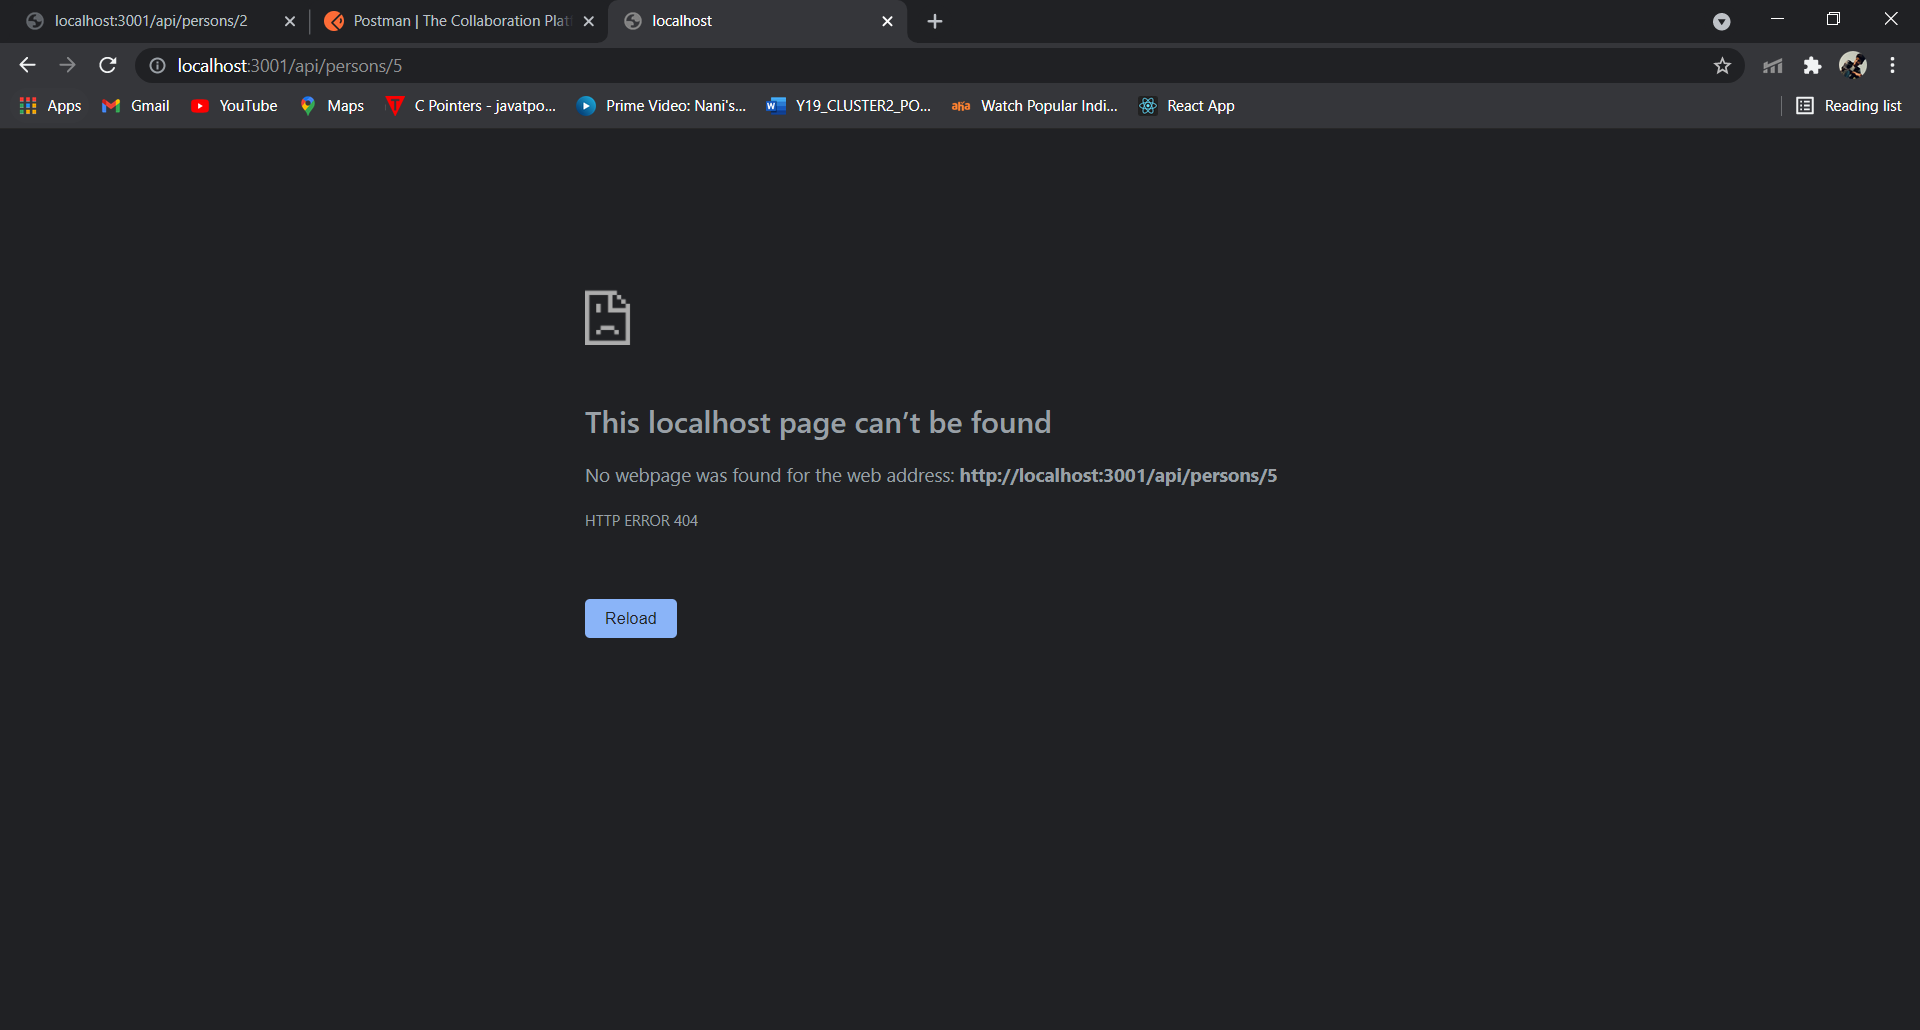 localhost:3001/api/persons/2
Postman | The Collaboration Plat
localhost
localhost:3001/api/persons/5
Apps
Gmail
YouTube
Maps
C Pointers - javatpo...
Prime Video: Nani's...
Y19_CLUSTER2_PO...
aha
Watch Popular Indi...
React App
Reading list
This localhost page can’t be found
No webpage was found for the web address: http://localhost:3001/api/persons/5
HTTP ERROR 404
Reload